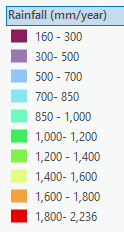 Rainfall (mm/year)
160 - 300
300- 500
500 - 700
700- 850
850 - 1,000
1,000- 1,200
1,200 - 1,400
1,400- 1,600
1,600 - 1,800
1,800- 2,236